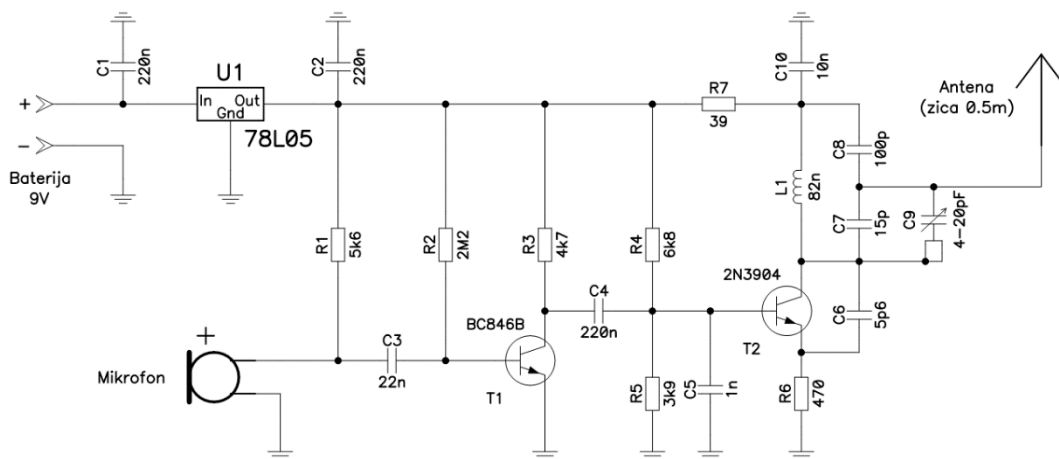 C1
220n
U1
In Out
Gnd
78L05
+
−
Baterija
9V
C2
220n
R1
5k6
R2
2M2
R3
4k7
R4
6k8
R7
39
C10
10n
L1
82n
C8
100p
C7
15p
C9
4-20pF
Antena
(zica 0.5m)
C6
5p6
2N3904
T2
R6
470
C5
1n
R5
3k9
C4
220n
BC846B
T1
C3
22n
+
Mikrofon